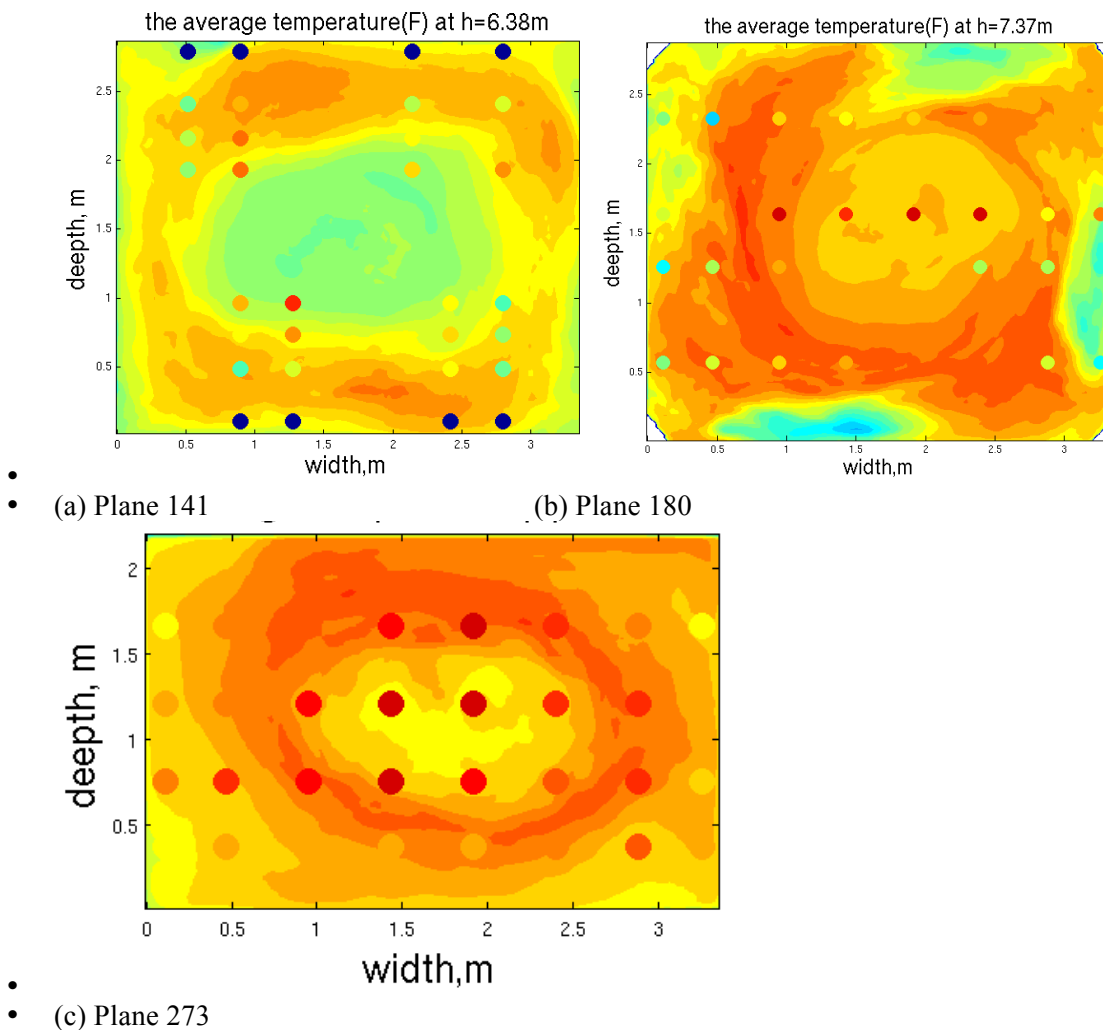 the average temperature(F) at h=6.38m
the average temperature(F) at h=7.37m
deepth, m
2.5
2
1.5
1
0.5
0 0.5 1 1.5 2 2.5 3
width,m
deepth, m
2.5
2
1.5
1
0.5
0 0.5 1 1.5 2 2.5 3
width,m
• (a) Plane 141 (b) Plane 180
deepth, m
2
1.5
1
0.5
0 0.5 1 1.5 2 2.5 3
width,m
• (c) Plane 273